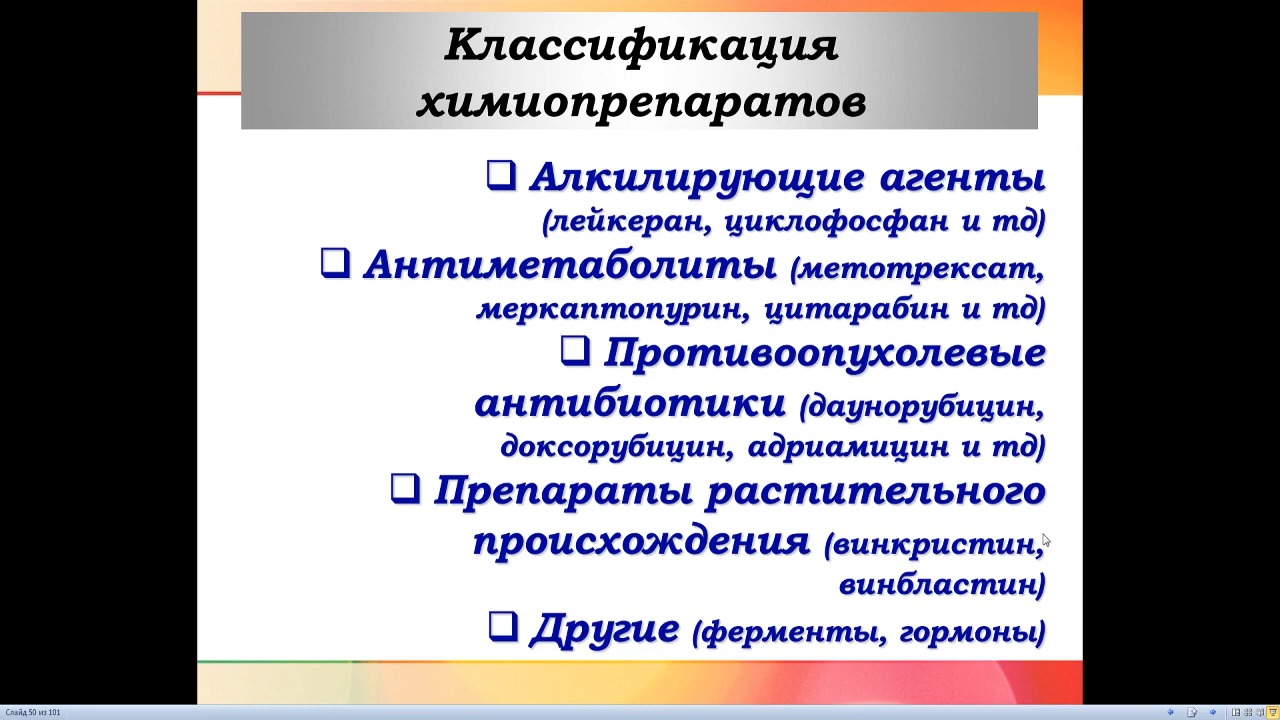 Классификация
химиопрепаратов
Алкилирующие агенты
(лейкеран, циклофосфан и тд)
Антиметаболиты (метотрексат,
меркаптопурин, цитарабин и тд)
Противоопухолевые
антибиотики (даунорубицин,
доксорубицин, адриамицин и тд)
Препараты растительного
происхождения (винкристин,
винбластин)
Другие (ферменты, гормоны)
Слайд 50 из 101